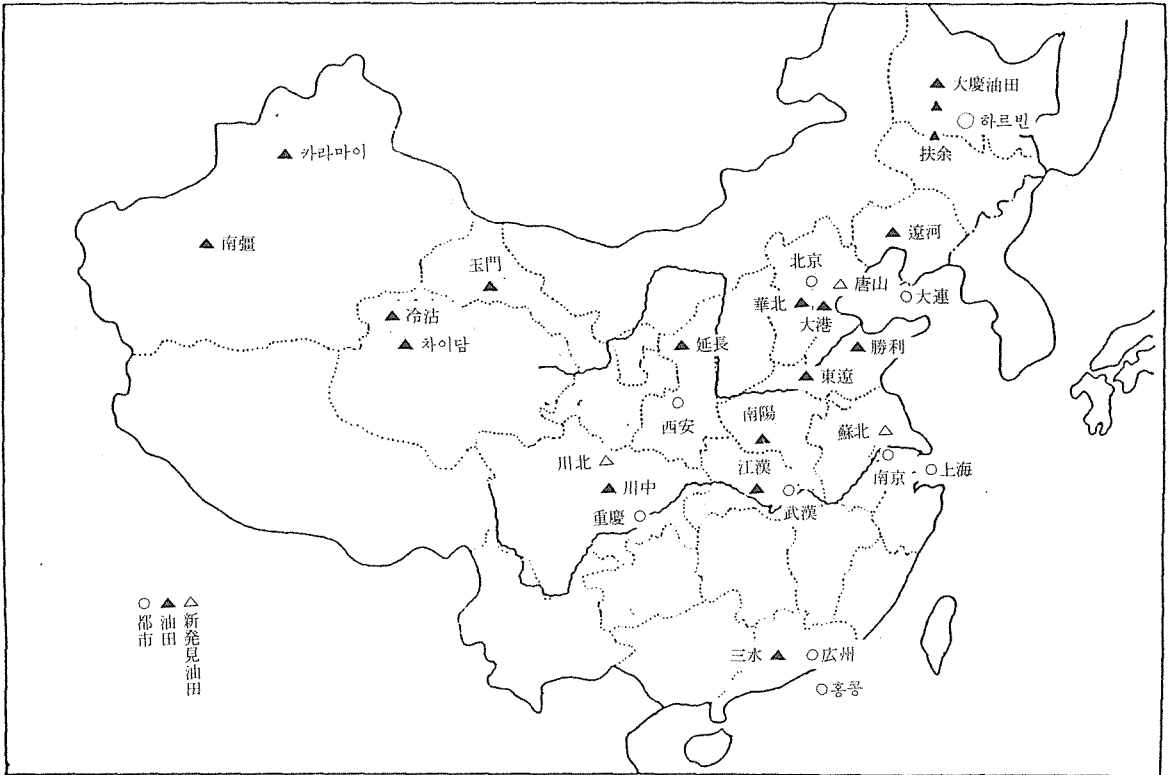 大慶油田
하르빈
扶余
카라마이
遼河
南彊
北京
玉門
唐山
大連
華北
大港
冷沽
차이담
延長
勝利
東遼
南陽
西安
蘇北
川北
江漢
南京
上海
川中
武漢
重慶
三水
広州
홍콩
△新発見油田
▲油田
○都市